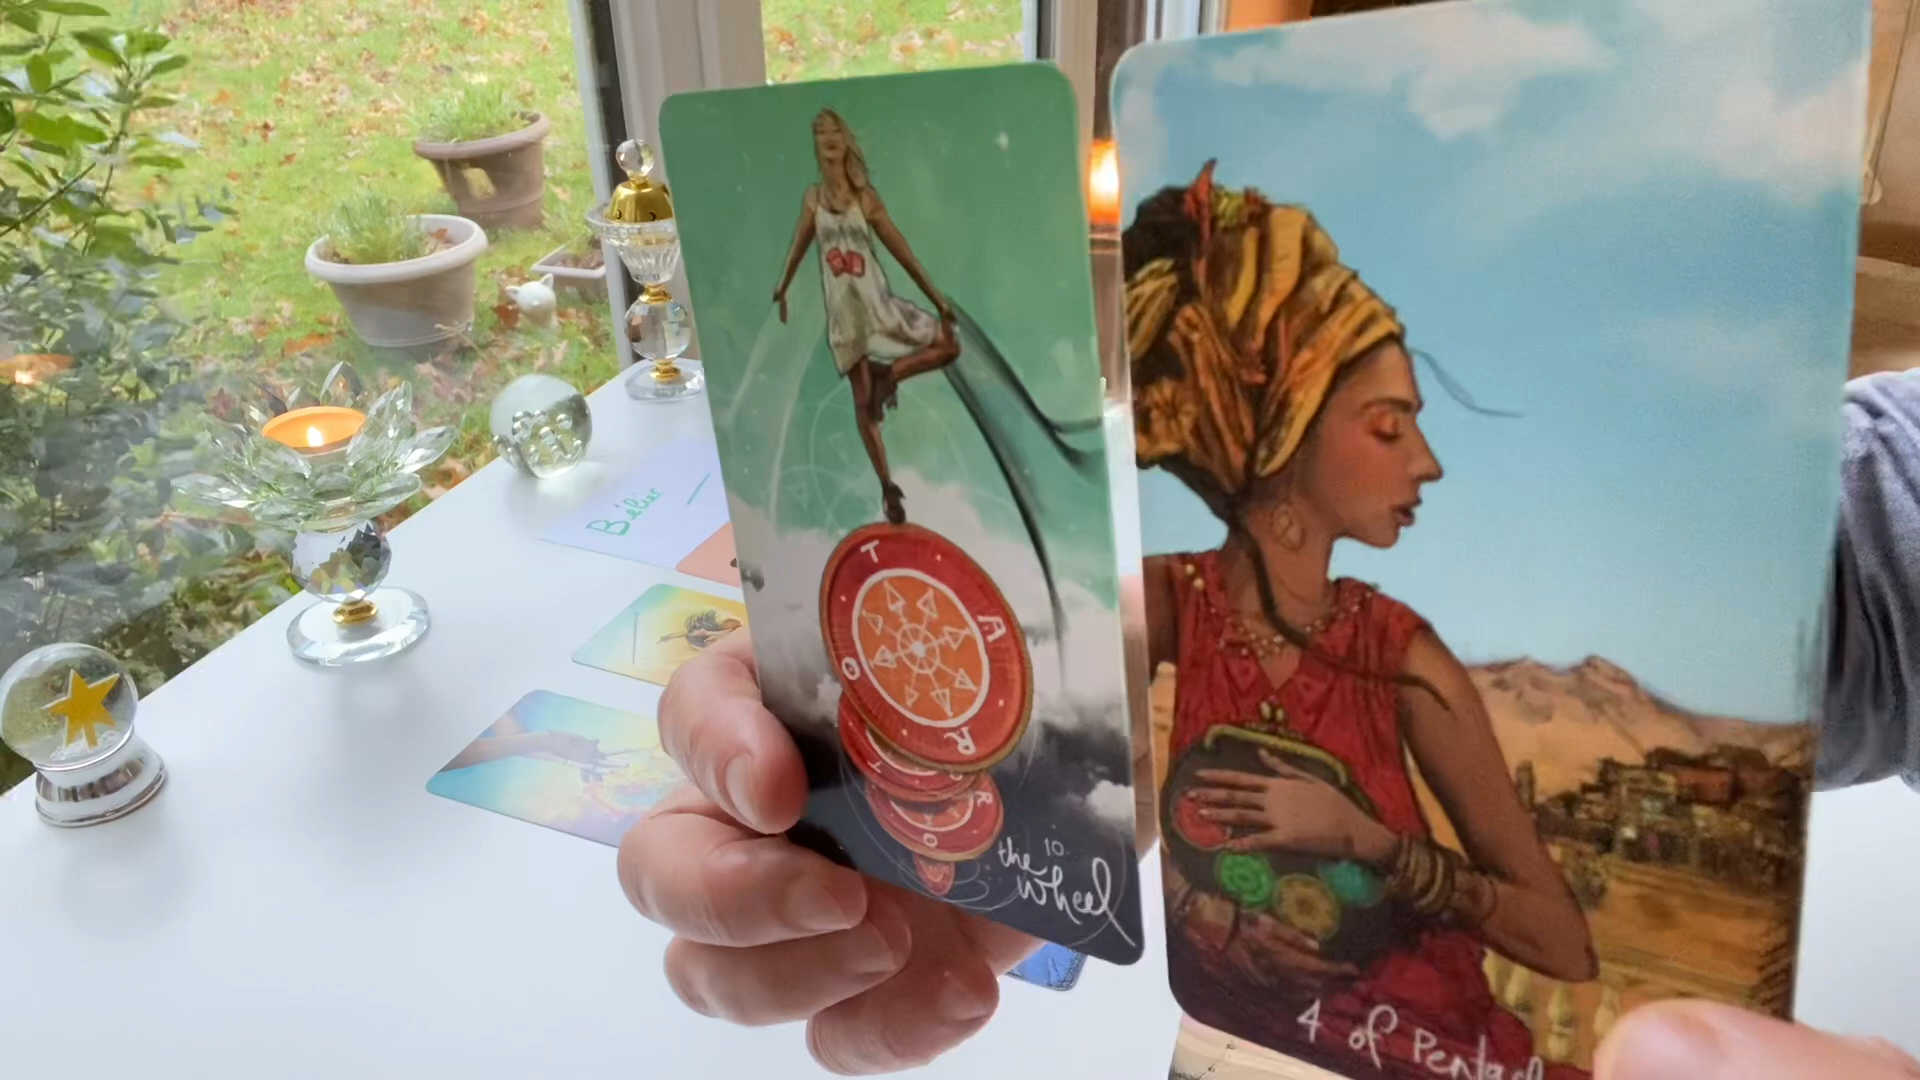 Bélier
T
A
R
O
T
R
O
10.
the
wheel
4 of Pentacl